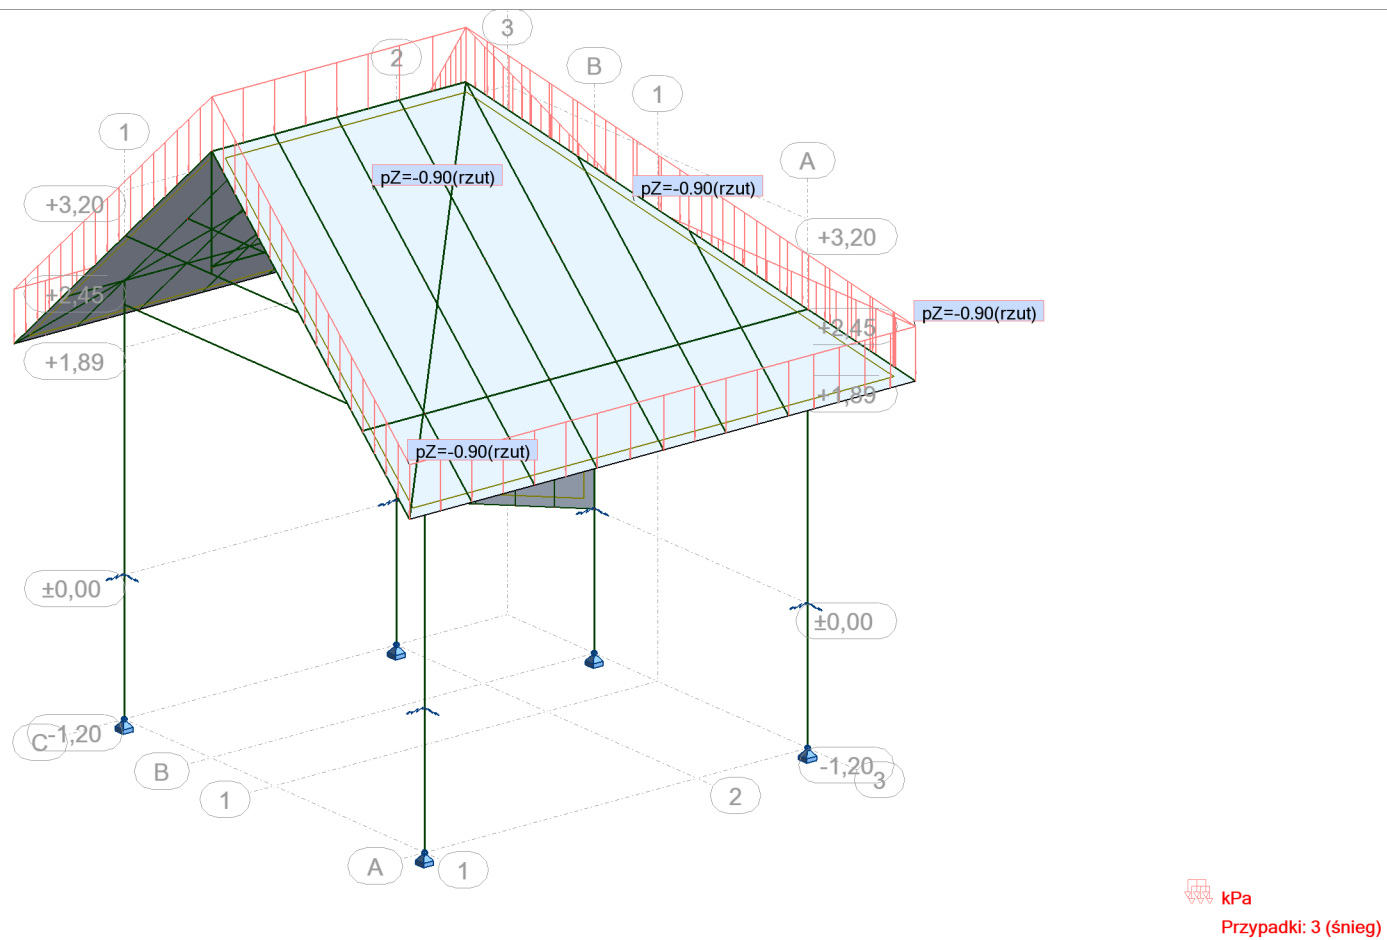 3
2
B
1
1
A
pZ=-0.90(rzut)
pZ=-0.90(rzut)
+3,20
+3,20
+2,45
pZ=-0.90(rzut)
+2,45
+1,89
+1,89
pZ=-0.90(rzut)
±0,00
±0,00
C
-1,20
B
-1,20
3
1
2
A
1
kPa
Przypadki: 3 (śnieg)